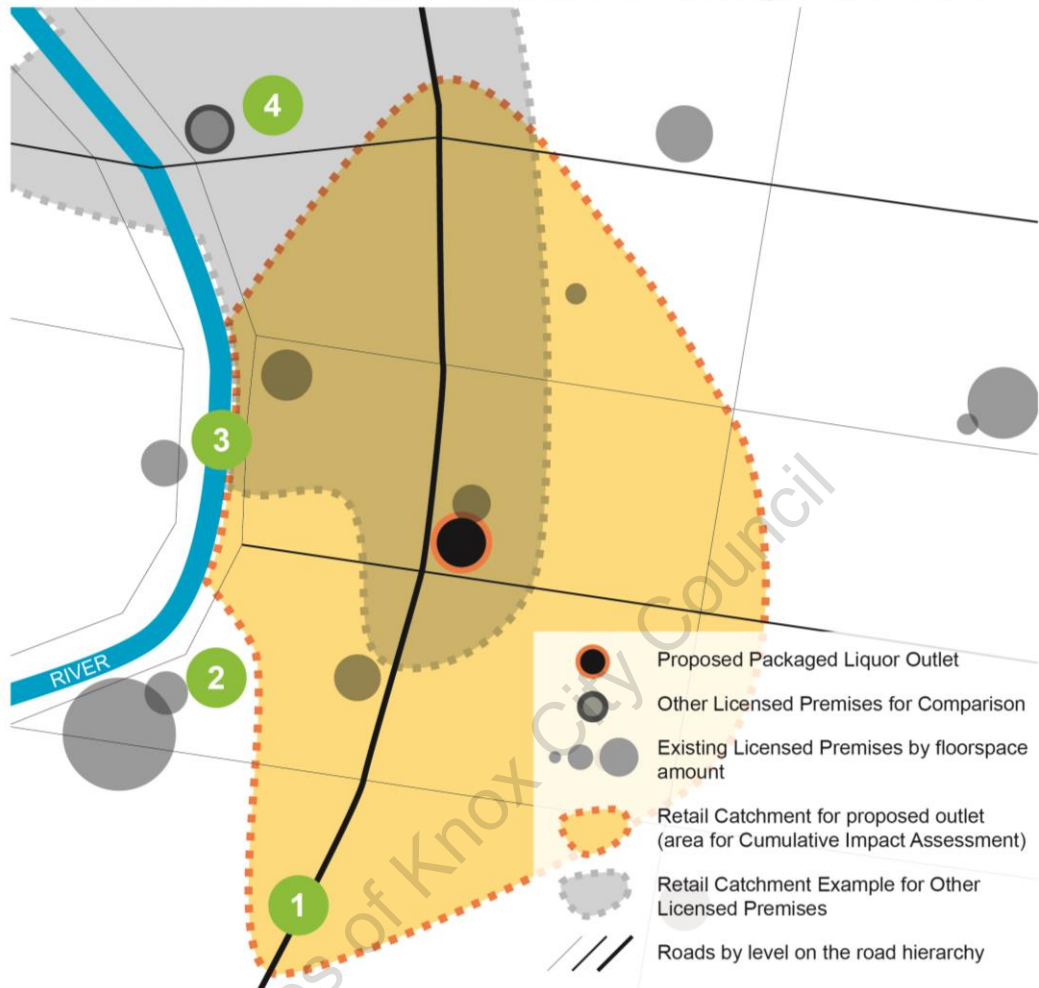 4
3
RIVER
2
1
Proposed Packaged Liquor Outlet
Other Licensed Premises for Comparison
Existing Licensed Premises by floorspace
amount
Retail Catchment for proposed outlet
(area for Cumulative Impact Assessment)
Retail Catchment Example for Other
Licensed Premises
Roads by level on the road hierarchy
of Knox City Council